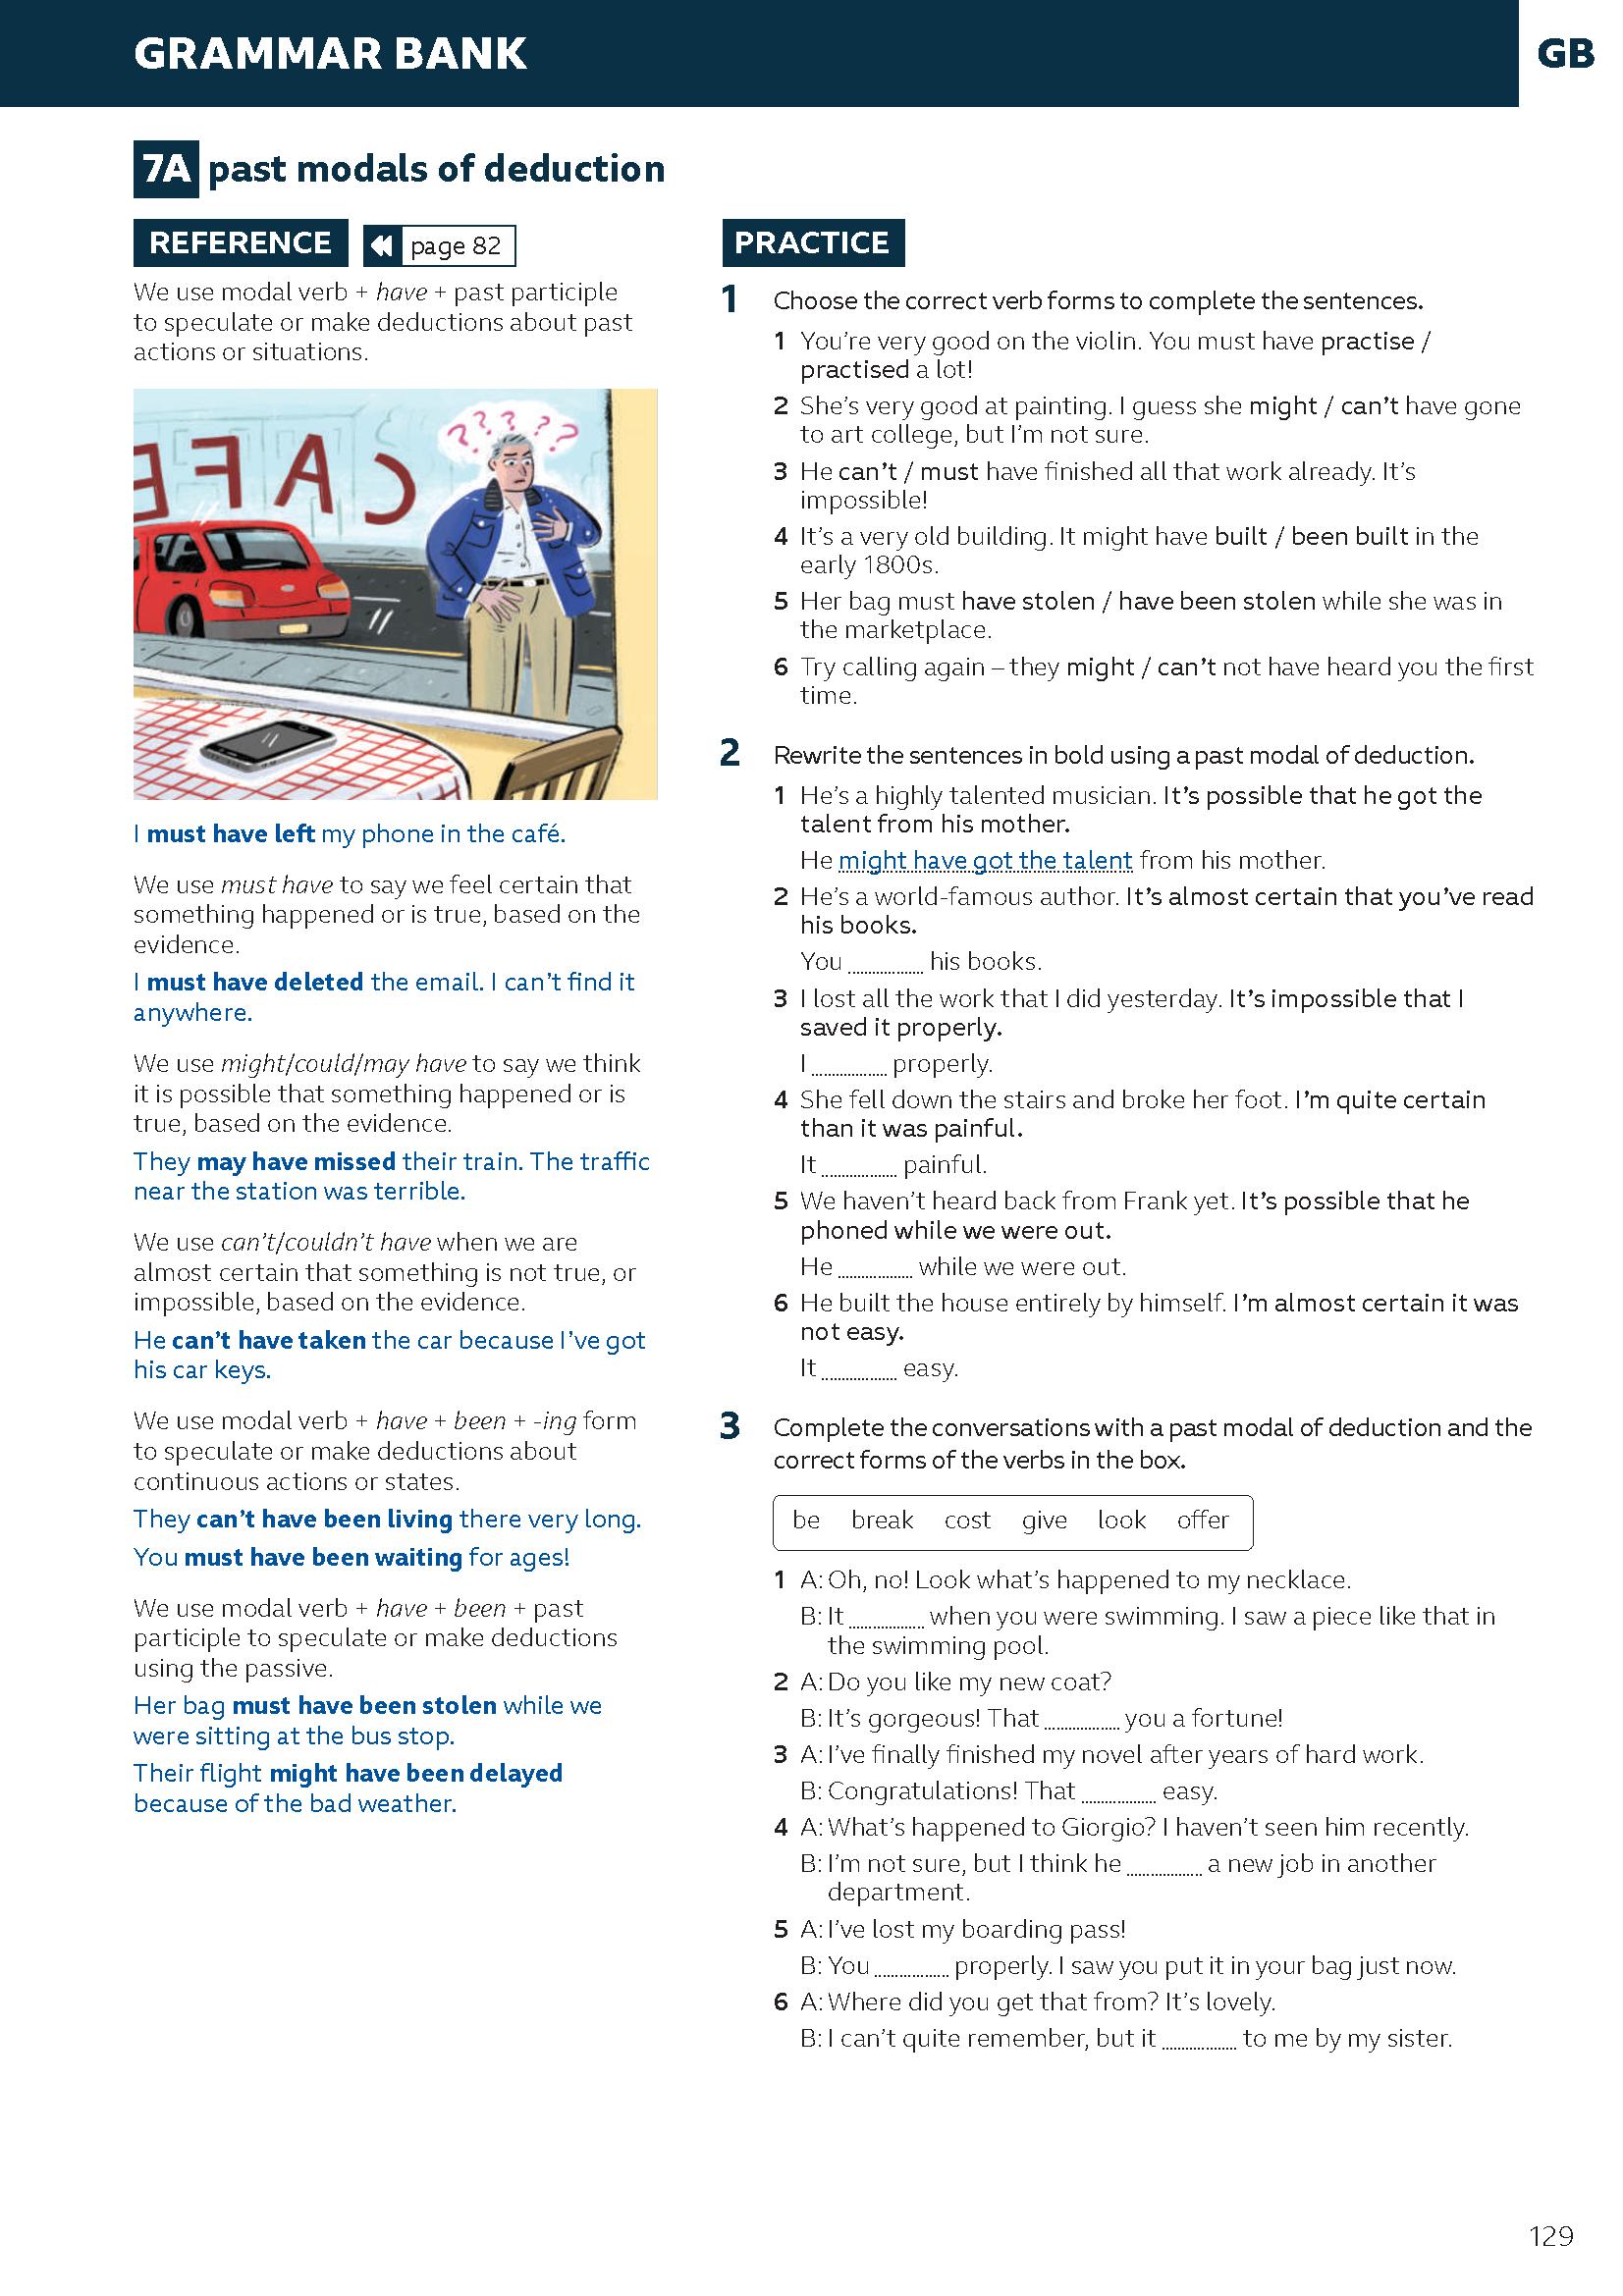 GRAMMAR BANK
GB
7A past modals of deduction
REFERENCE page 82
We use modal verb + have + past participle
to speculate or make deductions about past
actions or situations.
CAFE
? ? ? ? ?
I must have left my phone in the café.
We use must have to say we feel certain that
something happened or is true, based on the
evidence.
I must have deleted the email. I can’t find it
anywhere.
We use might/could/may have to say we think
it is possible that something happened or is
true, based on the evidence.
They may have missed their train. The traffic
near the station was terrible.
We use can’t/couldn’t have when we are
almost certain that something is not true, or
impossible, based on the evidence.
He can’t have taken the car because I’ve got
his car keys.
We use modal verb + have + been + -ing form
to speculate or make deductions about
continuous actions or states.
They can’t have been living there very long.
You must have been waiting for ages!
We use modal verb + have + been + past
participle to speculate or make deductions
using the passive.
Her bag must have been stolen while we
were sitting at the bus stop.
Their flight might have been delayed
because of the bad weather.
PRACTICE
1 Choose the correct verb forms to complete the sentences.
1 You’re very good on the violin. You must have practise /
practised a lot!
2 She’s very good at painting. I guess she might / can’t have gone
to art college, but I’m not sure.
3 He can’t / must have finished all that work already. It’s
impossible!
4 It’s a very old building. It might have built / been built in the
early 1800s.
5 Her bag must have stolen / have been stolen while she was in
the marketplace.
6 Try calling again – they might / can’t not have heard you the first
time.
2 Rewrite the sentences in bold using a past modal of deduction.
1 He’s a highly talented musician. It’s possible that he got the
talent from his mother.
He might have got the talent from his mother.
2 He’s a world-famous author. It’s almost certain that you’ve read
his books.
You ........ his books.
3 I lost all the work that I did yesterday. It’s impossible that I
saved it properly.
I ........ properly.
4 She fell down the stairs and broke her foot. I’m quite certain
than it was painful.
It ........ painful.
5 We haven’t heard back from Frank yet. It’s possible that he
phoned while we were out.
He ........ while we were out.
6 He built the house entirely by himself. I’m almost certain it was
not easy.
It ........ easy.
3 Complete the conversations with a past modal of deduction and the
correct forms of the verbs in the box.
be break cost give look offer
1 A: Oh, no! Look what’s happened to my necklace.
B: It ........ when you were swimming. I saw a piece like that in
the swimming pool.
2 A: Do you like my new coat?
B: It’s gorgeous! That ........ you a fortune!
3 A: I’ve finally finished my novel after years of hard work.
B: Congratulations! That ........ easy.
4 A: What’s happened to Giorgio? I haven’t seen him recently.
B: I’m not sure, but I think he ........ a new job in another
department.
5 A: I’ve lost my boarding pass!
B: You ........ properly. I saw you put it in your bag just now.
6 A: Where did you get that from? It’s lovely.
B: I can’t quite remember, but it ........ to me by my sister.
129